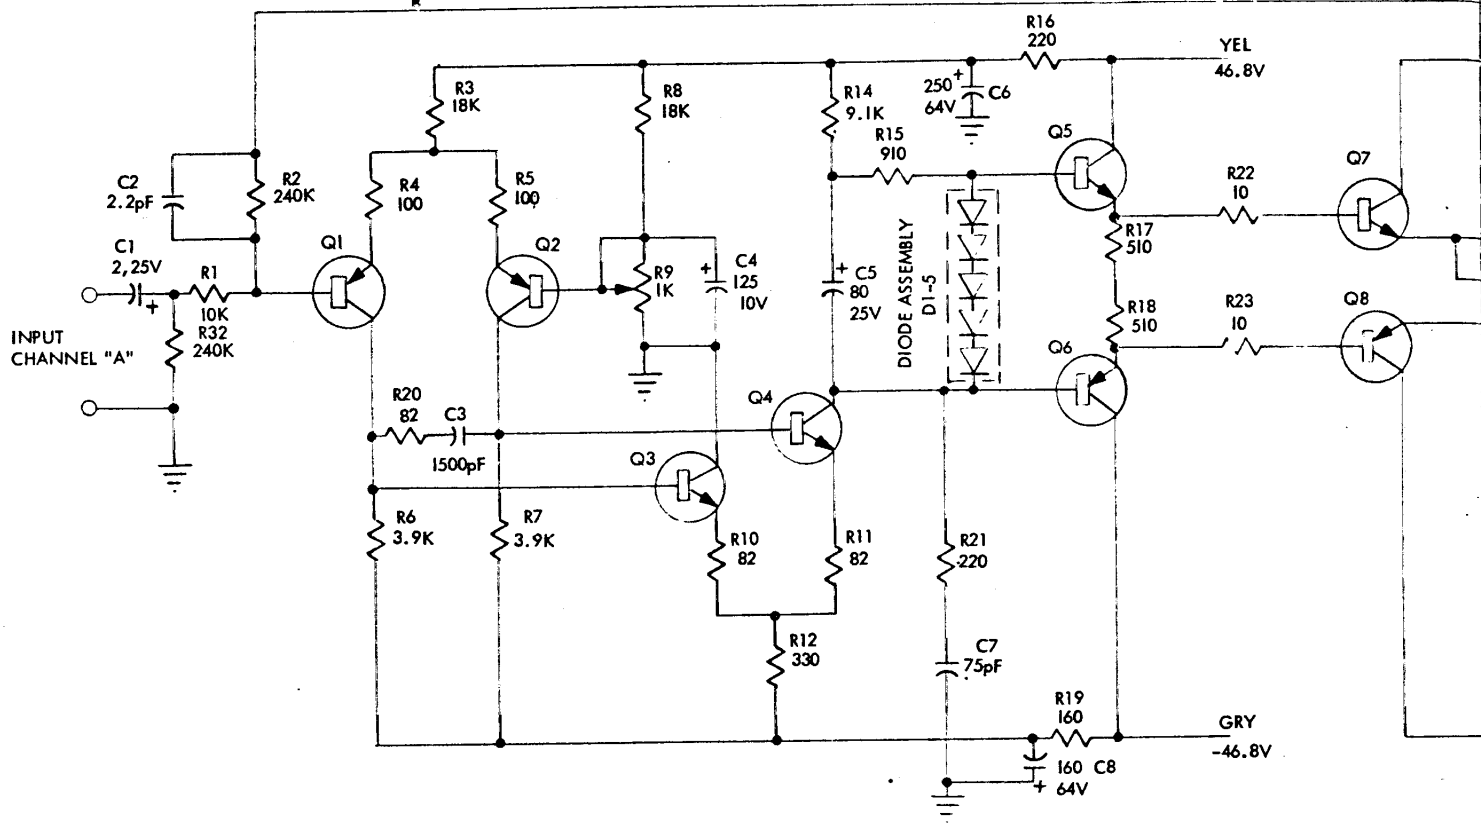 R16
220
YEL
46.8V
R3
18K
R8
18K
R14
9.1K
250
64V
+
C6
R15
910
Q5
Q7
C2
2.2pF
R2
240K
R4
100
R5
100
R22
10
DIODE ASSEMBLY
D1-5
R17
510
C1
2,25V
+
Q1
Q2
R9
1K
+
C4
125
10V
+
C5
80
25V
R1
10K
R32
240K
INPUT
CHANNEL "A"
R18
510
R23
10
Q8
Q6
R20
82
C3
1500pF
Q4
Q3
R6
3.9K
R7
3.9K
R10
82
R11
82
R21
220
R12
330
C7
75pF
R19
160
GRY
-46.8V
160
C8
+
64V